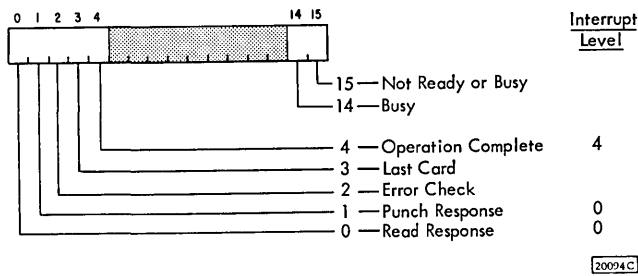 0 1 2 3 4 14 15 Interrupt
Level
15 — Not Ready or Busy
14 — Busy
4 — Operation Complete 4
3 — Last Card
2 — Error Check
1 — Punch Response 0
0 — Read Response 0
20094C